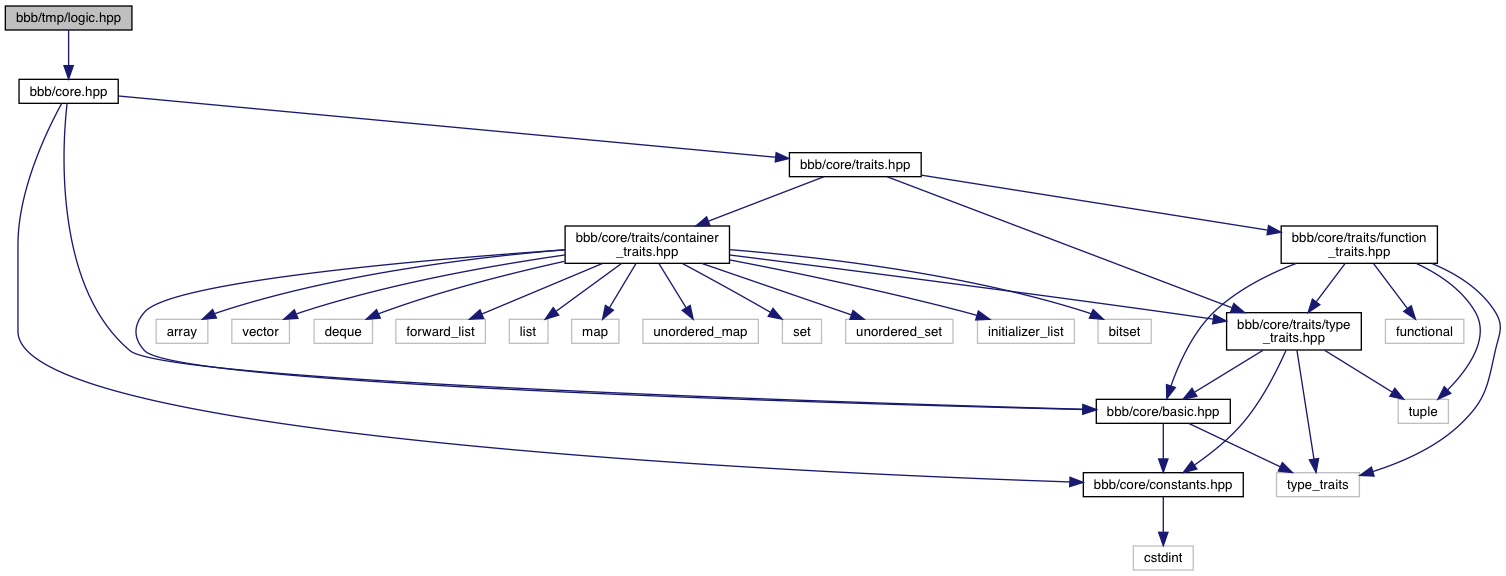 bbb/tmp/logic.hpp
bbb/core.hpp
bbb/core/traits.hpp
bbb/core/traits/container
_traits.hpp
bbb/core/traits/function
_traits.hpp
array
vector
deque
forward_list
list
map
unordered_map
set
unordered_set
initializer_list
bitset
bbb/core/traits/type
_traits.hpp
functional
bbb/core/basic.hpp
tuple
bbb/core/constants.hpp
type_traits
cstdint